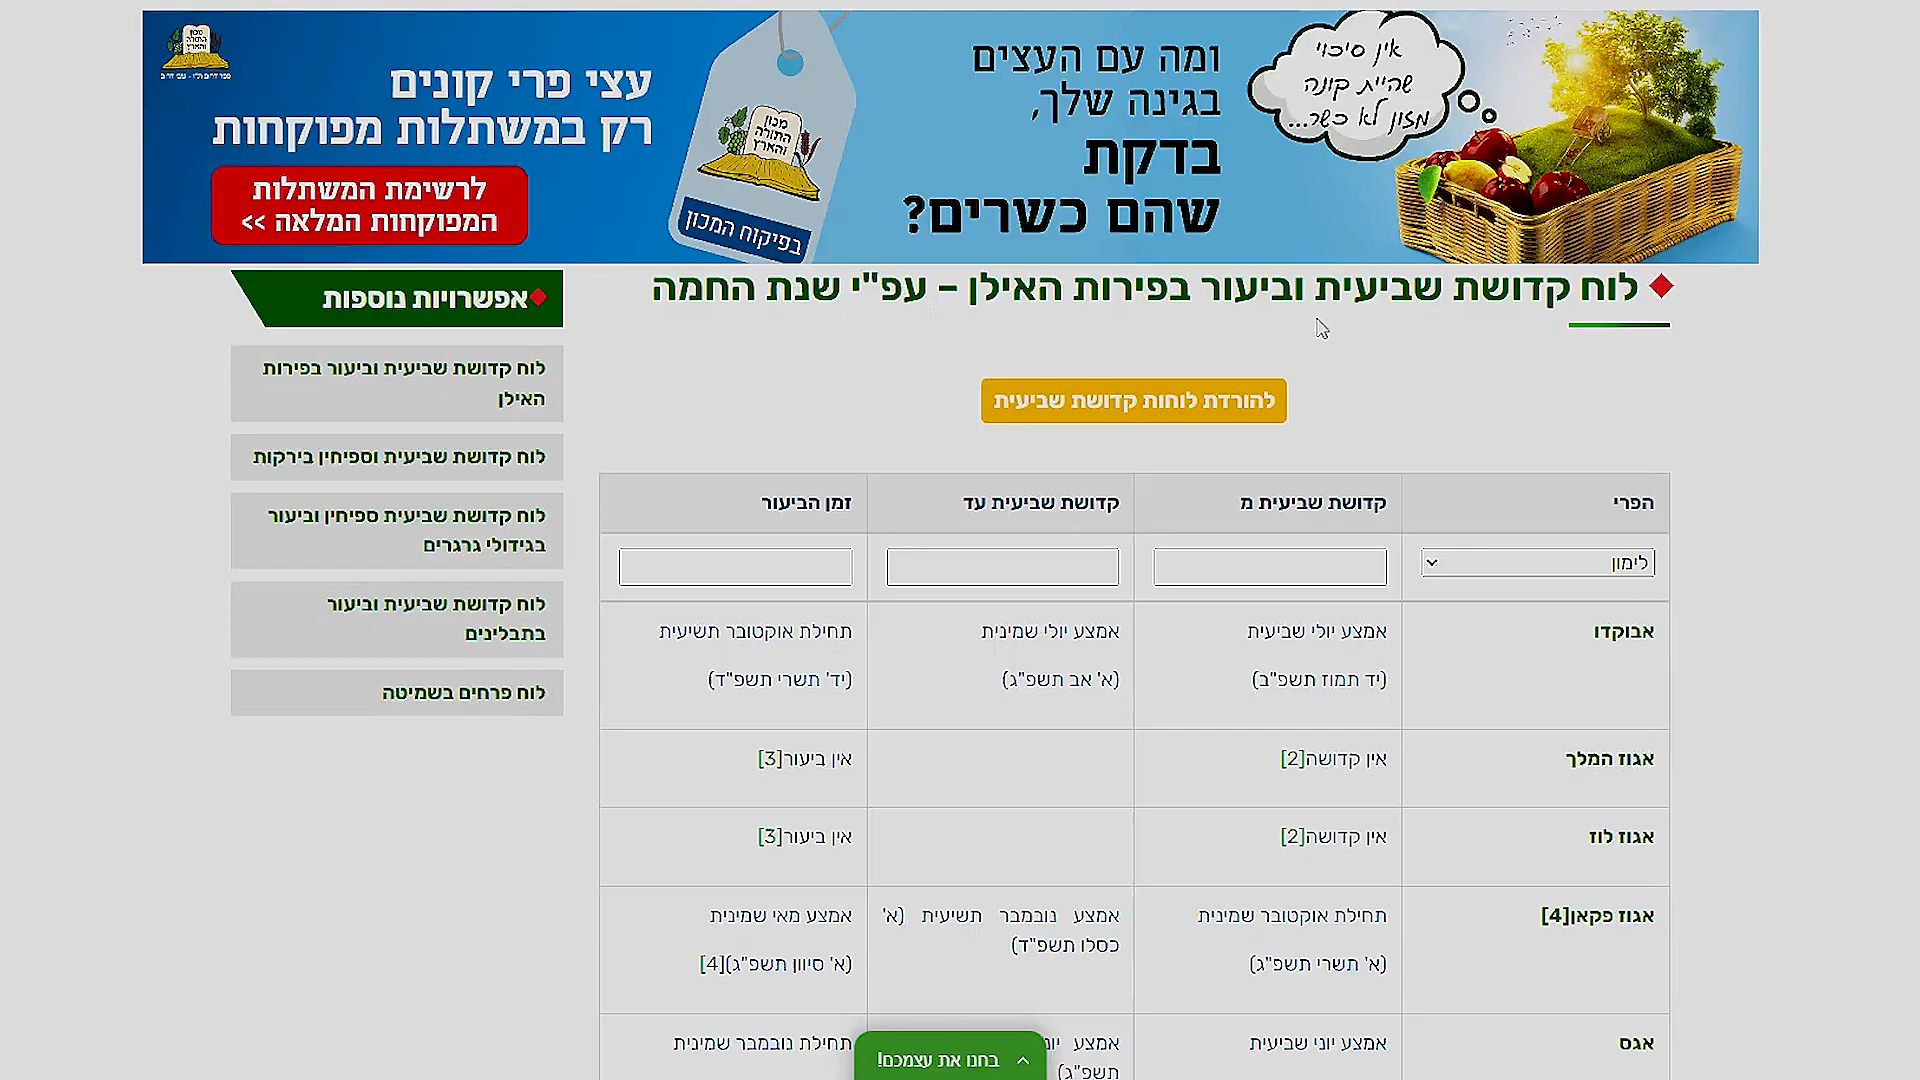 מכון
התורה
והארץ
עצי פרי קונים
רק במשתלות מפוקחות
לרשימת המשתלות
המפוקחות המלאה >>
מכון
התורה
והארץ
בפיקוח המכון
ומה עם העצים
בגינה שלך,
בדקת
שהם כשרים?
אין סיכוי
שהיית קונה
מזון לא כשר...
לוח קדושת שביעית וביעור בפירות האילן – עפ"י שנת החמה
אפשרויות נוספות
לוח קדושת שביעית וביעור בפירות
האילן
לוח קדושת שביעית וספיחין בירקות
לוח קדושת שביעית ספיחין וביעור
בגידולי גרגרים
לוח קדושת שביעית וביעור
בתבלינים
לוח פרחים בשמיטה
להורדת לוחות קדושת שביעית
הפרי קדושת שביעית מ קדושת שביעית עד זמן הביעור
לימון
אבוקדו אמצע יולי שביעית אמצע יולי שמינית תחילת אוקטובר תשיעית
(יד תמוז תשפ"ב) (א' אב תשפ"ג) (יד' תשרי תשפ"ד)
אגוז המלך אין קדושה[2] אין ביעור[3]
אגוז לוז אין קדושה[2] אין ביעור[3]
אגוז פקאן[4] תחילת אוקטובר שמינית אמצע נובמבר תשיעית (א' אמצע מאי שמינית
כסלו תשפ"ד)
(א' תשרי תשפ"ג) (א' סיוון תשפ"ג)[4]
אגס אמצע יוני שביעית אמצע תחילת נובמבר שמינית
תשפ"ג)
בחנו את עצמכם!